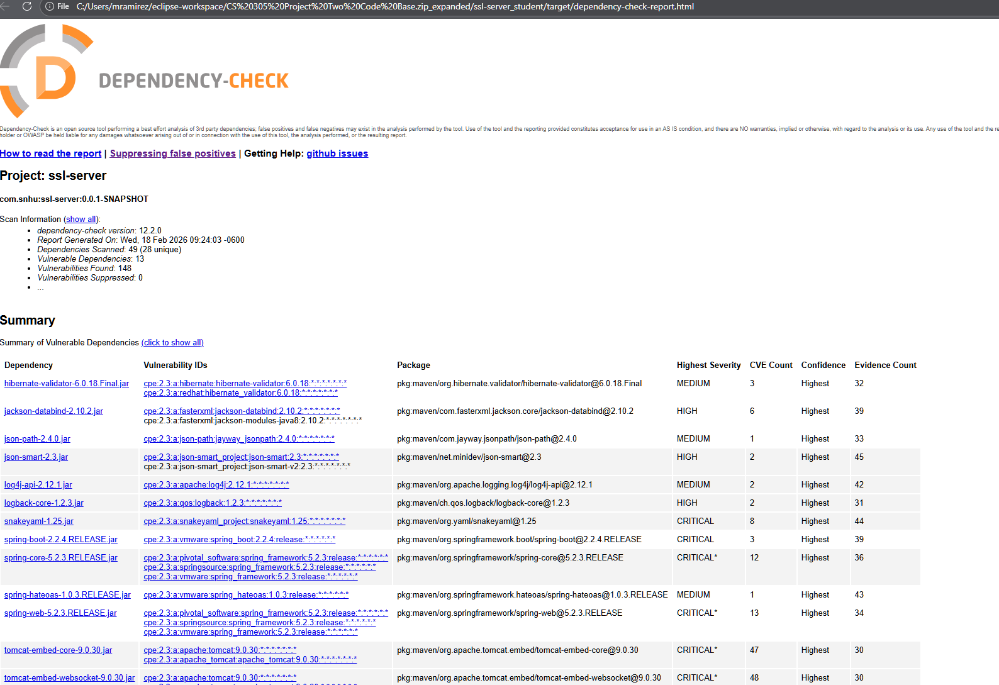 File C:/Users/mramirez/eclipse-workspace/CS%20305%20Project%20Two%20Code%20Base.zip_expanded/ssl-server_student/target/dependency-check-report.html
DEPENDENCY-CHECK
Dependency-Check is an open source tool performing a best effort analysis of 3rd party dependencies; false positives and false negatives may exist in the analysis performed by the tool. Use of the tool and the reporting provided constitutes acceptance for use in an AS IS condition, and there are NO warranties, implied or otherwise, with regard to the analysis or its use. Any use of the tool and the re
holder or OWASP be held liable for any damages whatsoever arising out of or in connection with the use of this tool, the analysis performed, or the resulting report.
How to read the report | Suppressing false positives | Getting Help: github issues
Project: ssl-server
com.snhu:ssl-server:0.0.1-SNAPSHOT
Scan Information (show all):
• dependency-check version: 12.2.0
• Report Generated On: Wed, 18 Feb 2026 09:24:03 -0600
• Dependencies Scanned: 49 (28 unique)
• Vulnerable Dependencies: 13
• Vulnerabilities Found: 148
• Vulnerabilities Suppressed: 0
• ...
Summary
Summary of Vulnerable Dependencies (click to show all)
Dependency Vulnerability IDs Package Highest Severity CVE Count Confidence Evidence Count
hibernate-validator-6.0.18.Final.jar cpe:2.3:a:hibernate:hibernate-validator:6.0.18:*:*:*:*:*:*:* pkg:maven/org.hibernate.validator/hibernate-validator@6.0.18.Final MEDIUM 3 Highest 32
cpe:2.3:a:redhat:hibernate_validator:6.0.18:*:*:*:*:*:*:*
jackson-databind-2.10.2.jar cpe:2.3:a:fasterxml:jackson-databind:2.10.2:*:*:*:*:*:*:* pkg:maven/com.fasterxml.jackson.core/jackson-databind@2.10.2 HIGH 6 Highest 39
cpe:2.3:a:fasterxml:jackson-modules-java8:2.10.2:*:*:*:*:*:*:*
json-path-2.4.0.jar cpe:2.3:a:json-path:jayway_jsonpath:2.4.0:*:*:*:*:*:*:* pkg:maven/com.jayway.jsonpath/json-path@2.4.0 MEDIUM 1 Highest 33
json-smart-2.3.jar cpe:2.3:a:json-smart_project:json-smart:2.3:*:*:*:*:*:*:* pkg:maven/net.minidev/json-smart@2.3 HIGH 2 Highest 45
cpe:2.3:a:json-smart_project:json-smart-v2:2.3:*:*:*:*:*:*:*
log4j-api-2.12.1.jar cpe:2.3:a:apache:log4j:2.12.1:*:*:*:*:*:*:* pkg:maven/org.apache.logging.log4j/log4j-api@2.12.1 MEDIUM 2 Highest 42
logback-core-1.2.3.jar cpe:2.3:a:qos:logback:1.2.3:*:*:*:*:*:*:* pkg:maven/ch.qos.logback/logback-core@1.2.3 HIGH 2 Highest 31
snakeyaml-1.25.jar cpe:2.3:a:snakeyaml_project:snakeyaml:1.25:*:*:*:*:*:*:* pkg:maven/org.yaml/snakeyaml@1.25 CRITICAL 8 Highest 44
spring-boot-2.2.4.RELEASE.jar cpe:2.3:a:vmware:spring_boot:2.2.4:release:*:*:*:*:*:* pkg:maven/org.springframework.boot/spring-boot@2.2.4.RELEASE CRITICAL 3 Highest 39
spring-core-5.2.3.RELEASE.jar cpe:2.3:a:pivotal_software:spring_framework:5.2.3:release:*:*:*:*:*:* pkg:maven/org.springframework/spring-core@5.2.3.RELEASE CRITICAL* 12 Highest 36
cpe:2.3:a:springsource:spring_framework:5.2.3:release:*:*:*:*:*:*
cpe:2.3:a:vmware:spring_framework:5.2.3:release:*:*:*:*:*:*
spring-hateoas-1.0.3.RELEASE.jar cpe:2.3:a:vmware:spring_hateoas:1.0.3:release:*:*:*:*:*:* pkg:maven/org.springframework.hateoas/spring-hateoas@1.0.3.RELEASE MEDIUM 1 Highest 43
spring-web-5.2.3.RELEASE.jar cpe:2.3:a:pivotal_software:spring_framework:5.2.3:release:*:*:*:*:*:* pkg:maven/org.springframework/spring-web@5.2.3.RELEASE CRITICAL* 13 Highest 34
cpe:2.3:a:springsource:spring_framework:5.2.3:release:*:*:*:*:*:*
cpe:2.3:a:vmware:spring_framework:5.2.3:release:*:*:*:*:*:*
tomcat-embed-core-9.0.30.jar cpe:2.3:a:apache:tomcat:9.0.30:*:*:*:*:*:*:* pkg:maven/org.apache.tomcat.embed/tomcat-embed-core@9.0.30 CRITICAL* 47 Highest 30
cpe:2.3:a:apache_tomcat:apache_tomcat:9.0.30:*:*:*:*:*:*:*
tomcat-embed-websocket-9.0.30.jar cpe:2.3:a:apache:tomcat:9.0.30:*:*:*:*:*:*:* pkg:maven/org.apache.tomcat.embed/tomcat-embed-websocket@9.0.30 CRITICAL* 48 Highest 30